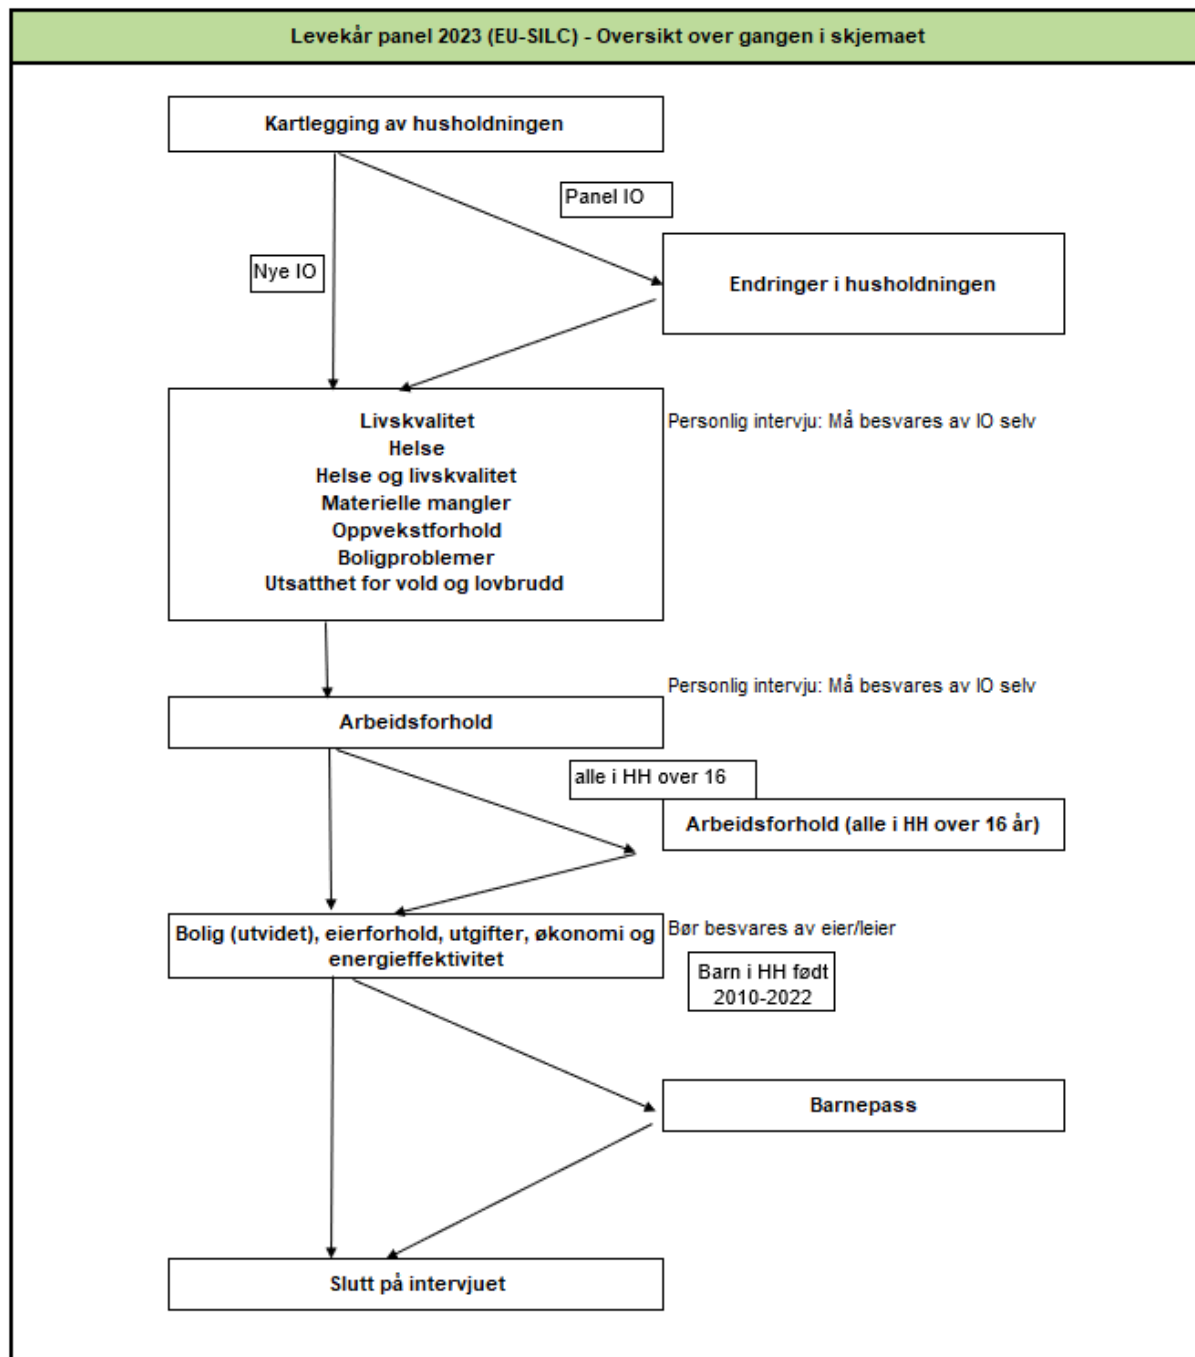 Levekår panel 2023 (EU-SILC) - Oversikt over gangen i skjemaet
Kartlegging av husholdningen
Panel IO
Nye IO
Endringer i husholdningen
Livskvalitet
Helse
Helse og livskvalitet
Materielle mangler
Oppvekstforhold
Boligproblemer
Utsatthet for vold og lovbrudd
Personlig intervju: Må besvares av IO selv
Personlig intervju: Må besvares av IO selv
Arbeidsforhold
alle i HH over 16
Arbeidsforhold (alle i HH over 16 år)
Bolig (utvidet), eierforhold, utgifter, økonomi og
energieffektivitet
Bør besvares av eier/leier
Barn i HH født
2010-2022
Barnepass
Slutt på intervjuet